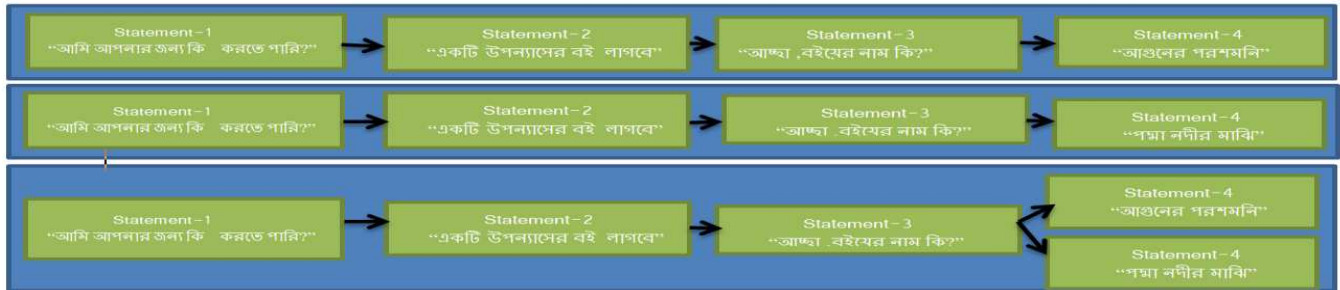 Statement-1
“আমি আপনার জন্য কি করতে পারি?”
Statement-2
“একটি উপন্যাসের বই লাগবে”
Statement-3
“আচ্ছা ,বইয়ের নাম কি?”
Statement-4
“আগুনের পরশমনি”
Statement-1
“আমি আপনার জন্য কি করতে পারি?”
Statement-2
“একটি উপন্যাসের বই লাগবে”
Statement-3
“আচ্ছা .বইয়ের নাম কি?”
Statement-4
“পদ্মা নদীর মাঝি”
Statement-1
“আমি আপনার জন্য কি করতে পারি?”
Statement-2
“একটি উপন্যাসের বই লাগবে”
Statement-3
“আচ্ছা .বইয়ের নাম কি?”
Statement-4
“আগুনের পরশমনি”
Statement-4
“পদ্মা নদীর মাঝি”